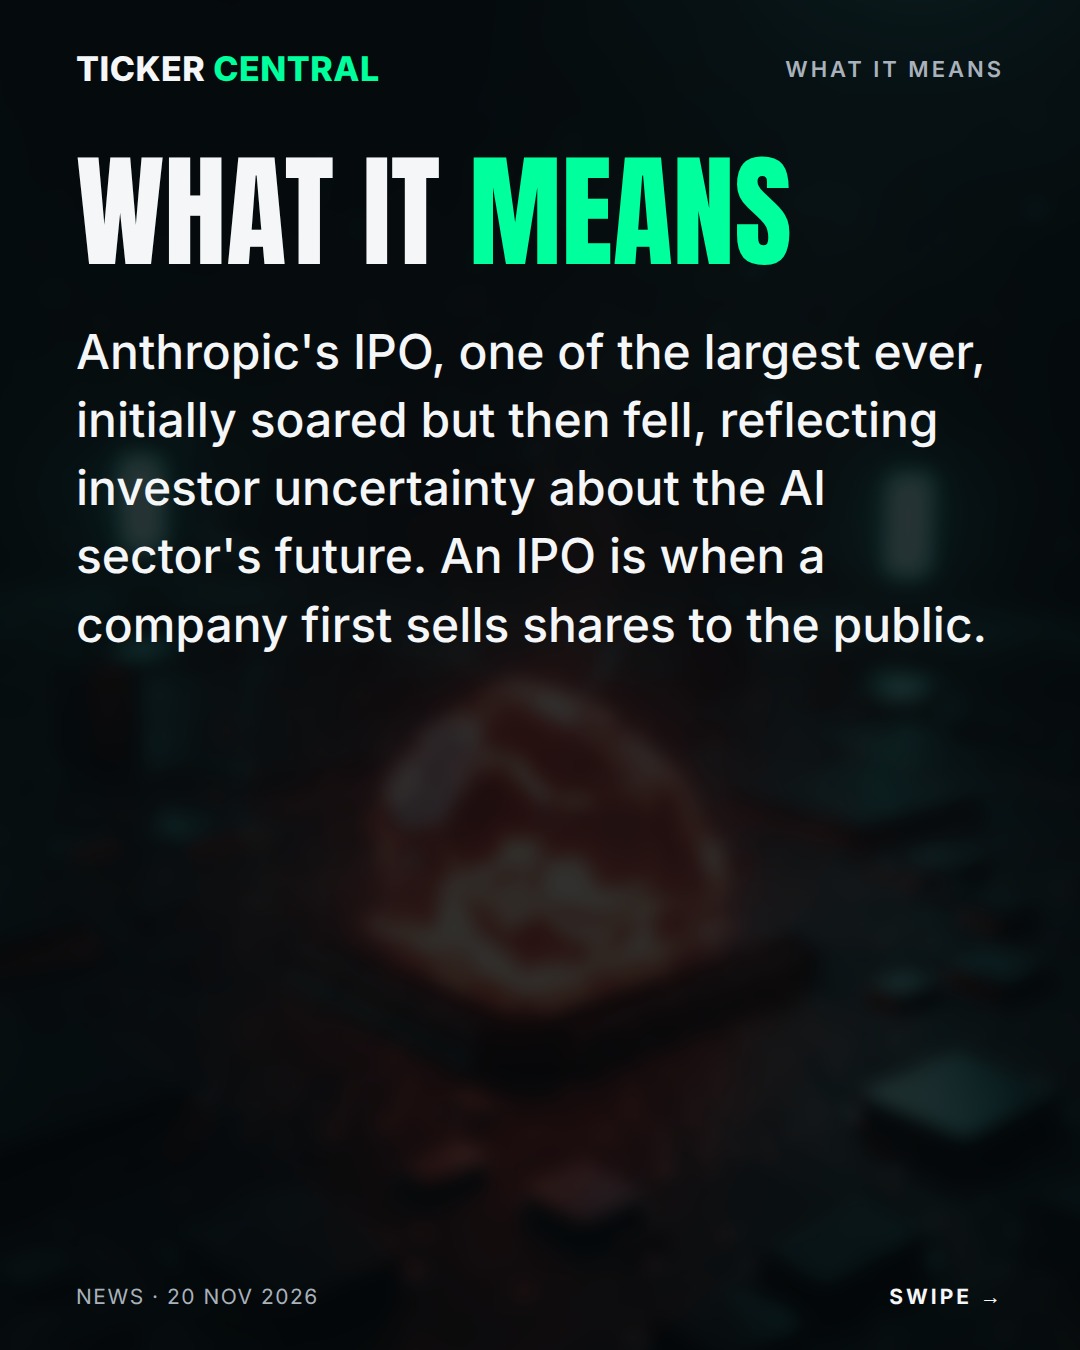 TICKER CENTRAL
WHAT IT MEANS
WHAT IT MEANS
Anthropic's IPO, one of the largest ever,
initially soared but then fell, reflecting
investor uncertainty about the AI
sector's future. An IPO is when a
company first sells shares to the public.
NEWS · 20 NOV 2026
SWIPE →